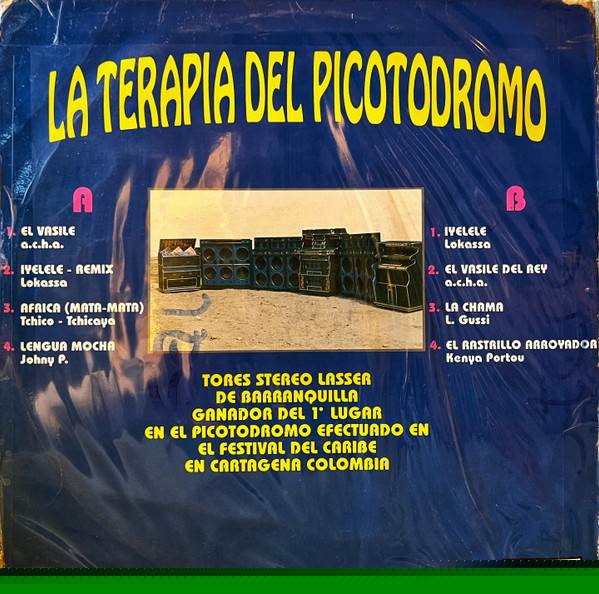 LA TERAPIA DEL PICOTODROMO
A
1. EL VASILE
a.c.h.a.
2. IYELELE - REMIX
Lokassa
3. AFRICA (MATA-MATA)
Tchico - Tchicaya
4. LENGUA MOCHA
Johny P.
B
1. IYELELE
Lokassa
2. EL VASILE DEL REY
a.c.h.a.
3. LA CHAMA
L. Gussi
4. EL RASTRILLO ARROYADOR
Kenya Portou
TORES STEREO LASSER
DE BARRANQUILLA
GANADOR DEL 1° LUGAR
EN EL PICOTODROMO EFECTUADO EN
EL FESTIVAL DEL CARIBE
EN CARTAGENA COLOMBIA